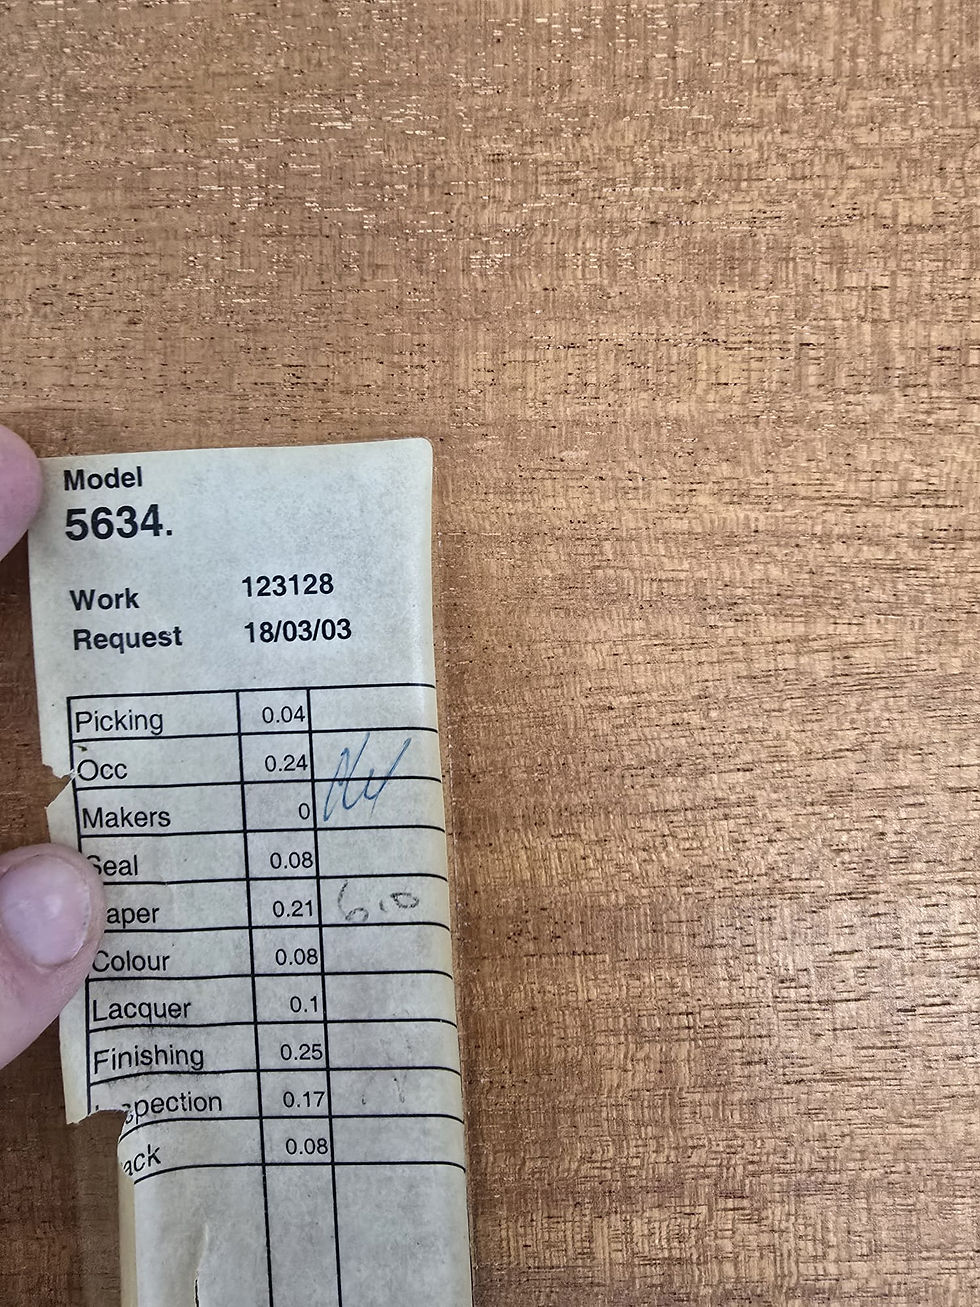 Model
5634.
Work 123128
Request 18/03/03
Picking 0.04
Occ 0.24
Makers 0
Seal 0.08
aper 0.21
Colour 0.08
Lacquer 0.1
Finishing 0.25
spection 0.17
ack 0.08